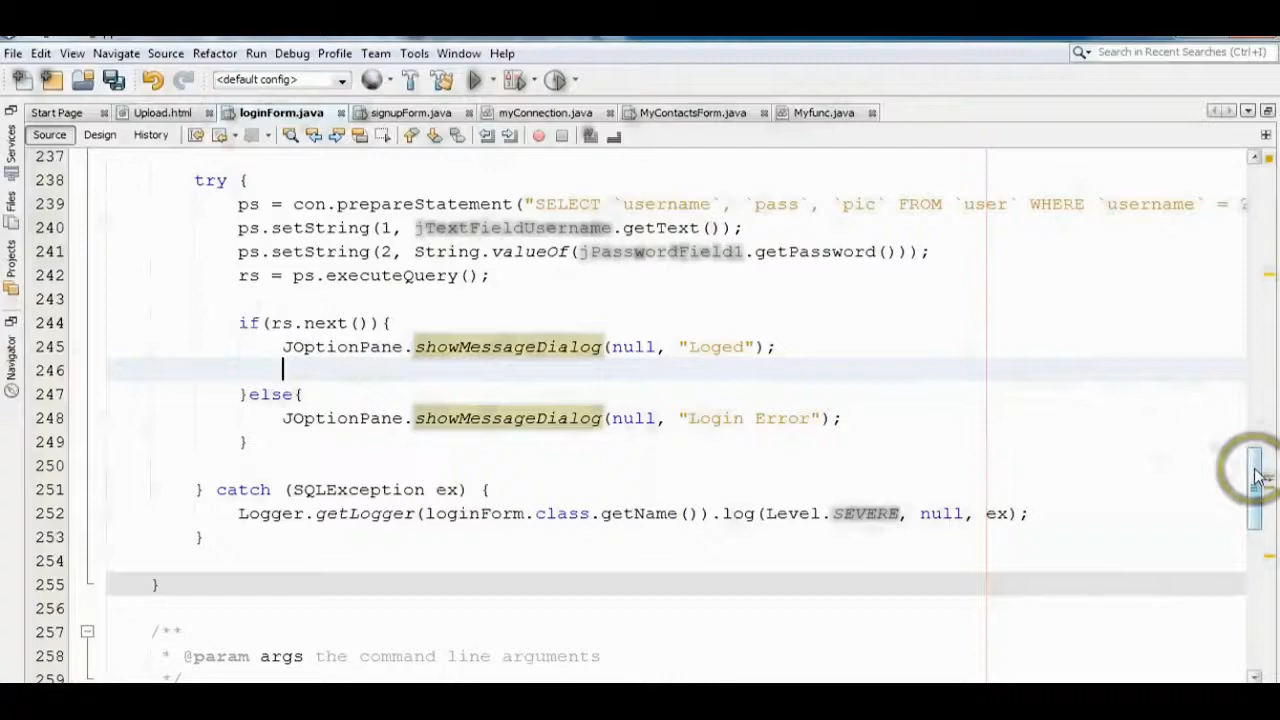 File Edit View Navigate Source Refactor Run Debug Profile Team Tools Window Help
Search in Recent Searches (Ctrl+I)
<default config>
Start Page Upload.html loginForm.java signupForm.java myConnection.java MyContactsForm.java Myfunc.java
Source Design History
Services
Files
Projects
Navigator
237
238 try {
239 ps = con.prepareStatement("SELECT `username`, `pass`, `pic` FROM `user` WHERE `username` =
240 ps.setString(1, jTextFieldUsername.getText());
241 ps.setString(2, String.valueOf(jPasswordField1.getPassword()));
242 rs = ps.executeQuery();
243
244 if(rs.next()){
245 JOptionPane.showMessageDialog(null, "Loged");
246
247 }else{
248 JOptionPane.showMessageDialog(null, "Login Error");
249 }
250
251 } catch (SQLException ex) {
252 Logger.getLogger(loginForm.class.getName()).log(Level.SEVERE, null, ex);
253 }
254
255 }
256
257 /**
258 * @param args the command line arguments
259 */